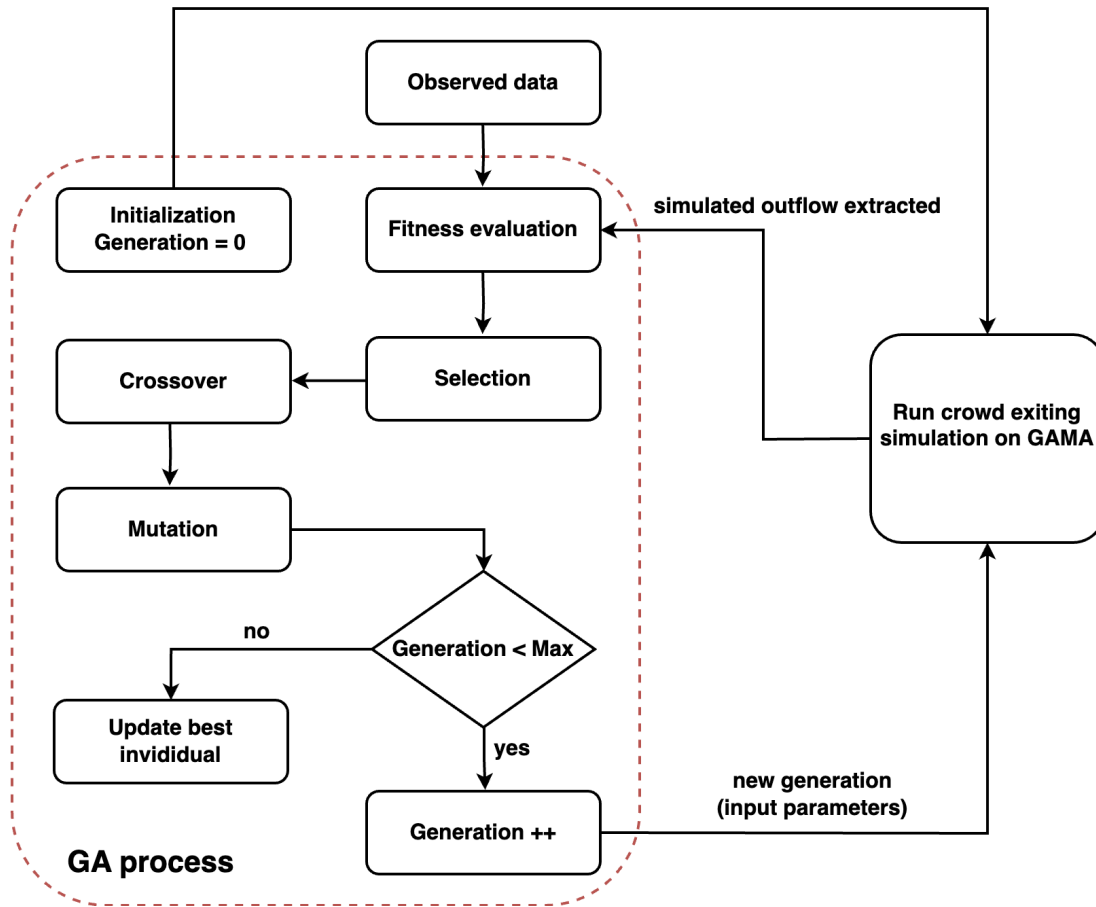 Observed data
Initialization
Generation = 0
Fitness evaluation
simulated outflow extracted
Crossover
Selection
Run crowd exiting
simulation on GAMA
Mutation
no
Generation < Max
Update best
invididual
yes
new generation
(input parameters)
Generation ++
GA process